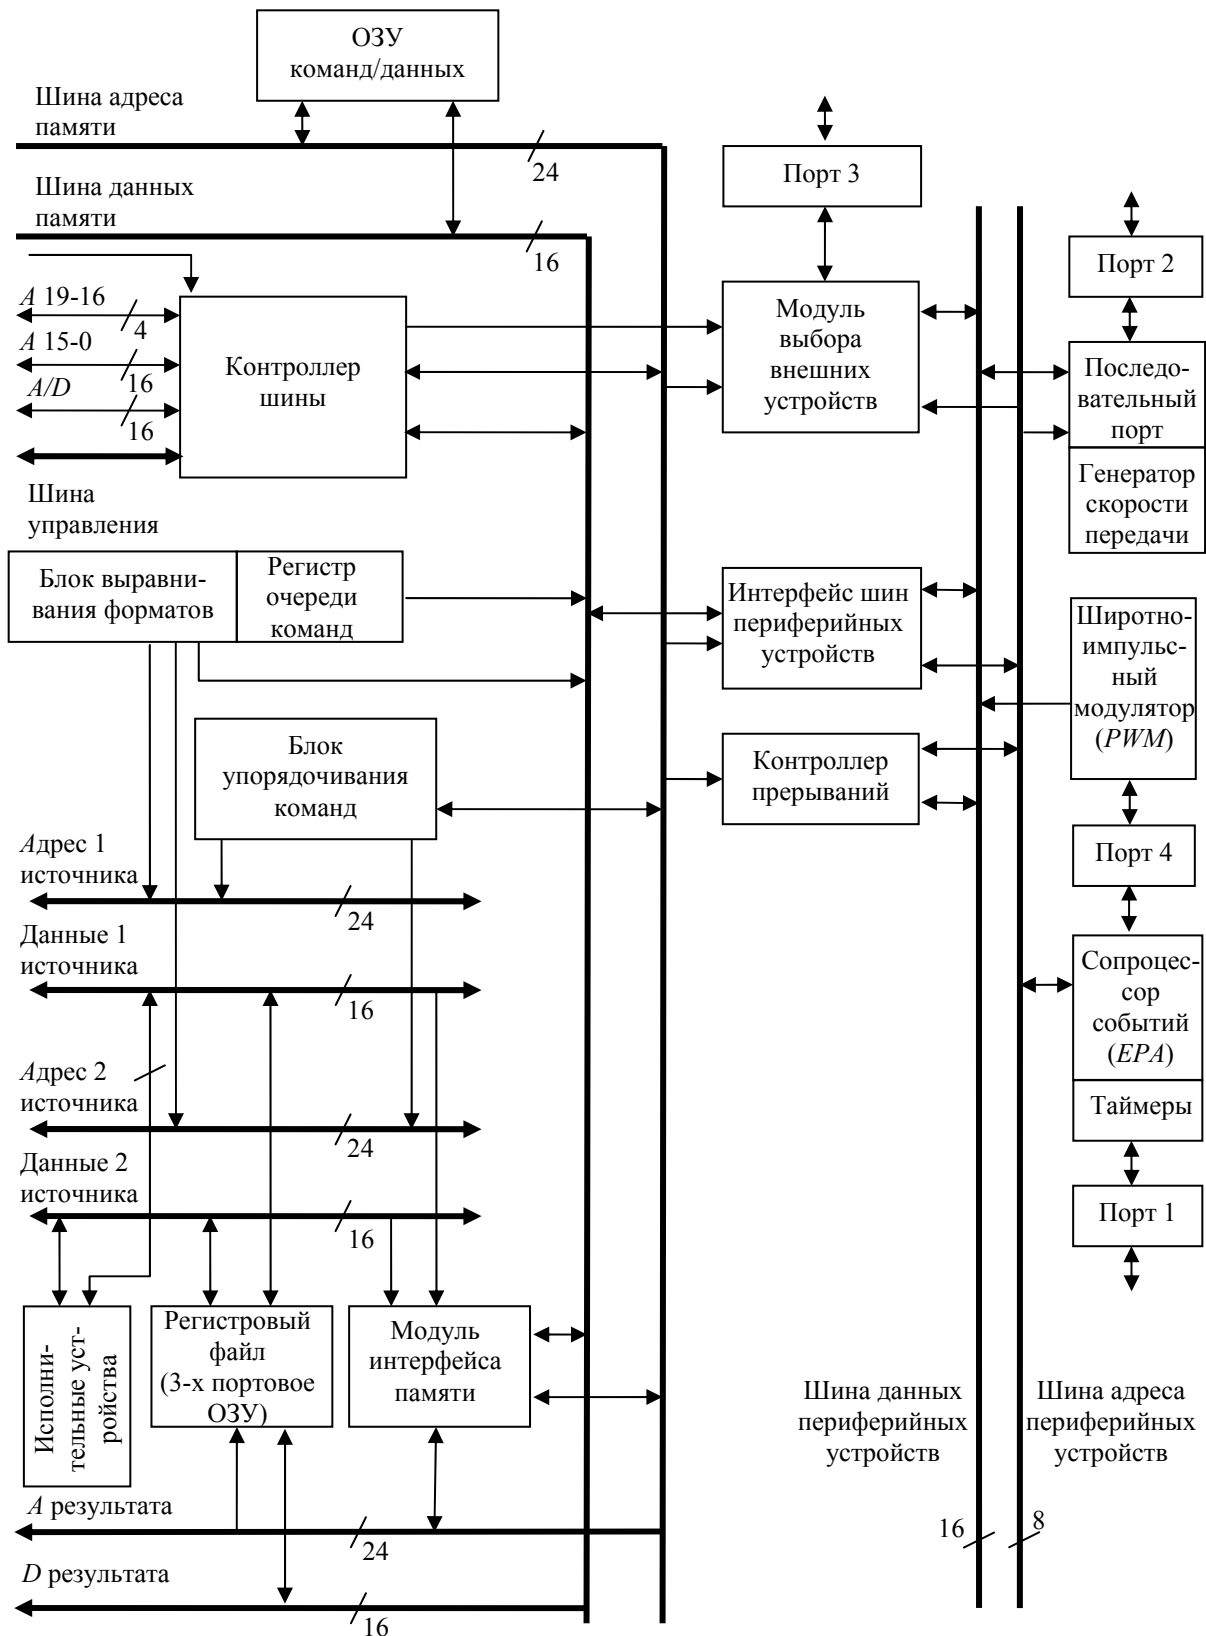 ОЗУ
команд/данных
Шина адреса
памяти
24
Шина данных
памяти
16
Порт 3
Порт 2
A 19-16
4
A 15-0
16
A/D
16
Контроллер
шины
Шина
управления
Модуль
выбора
внешних
устройств
Последо-
вательный
порт
Генератор
скорости
передачи
Блок выравни-
вания форматов
Регистр
очереди
команд
Интерфейс шин
периферийных
устройств
Широтно-
импульс-
ный
модулятор
(PWM)
Блок
упорядочивания
команд
Контроллер
прерываний
Порт 4
Адрес 1
источника
24
Данные 1
источника
16
Сопроцес-
сор
событий
(EPA)
Таймеры
Адрес 2
источника
24
Данные 2
источника
16
Порт 1
Исполни-
тельные уст-
ройства
Регистровый
файл
(3-х портовое
ОЗУ)
Модуль
интерфейса
памяти
Шина данных
периферийных
устройств
Шина адреса
периферийных
устройств
A результата
24
16
8
D результата
16